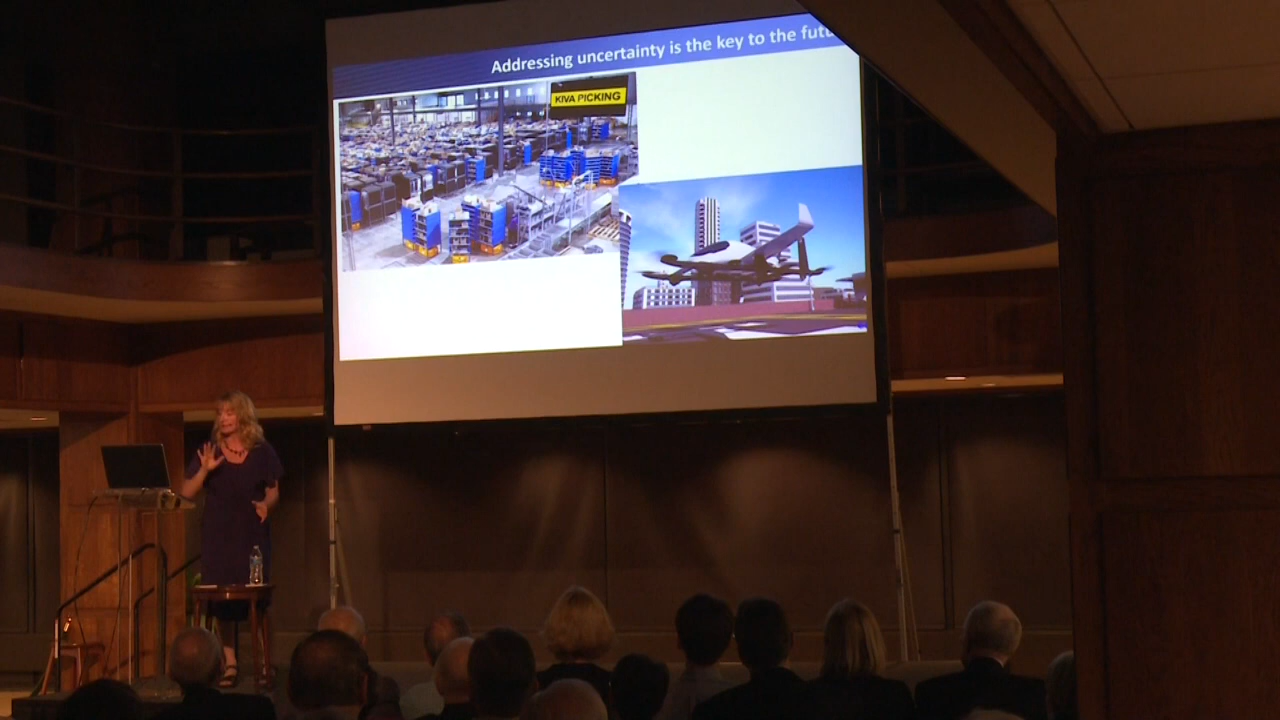 Addressing uncertainty is the key to the
KIVA PICKING